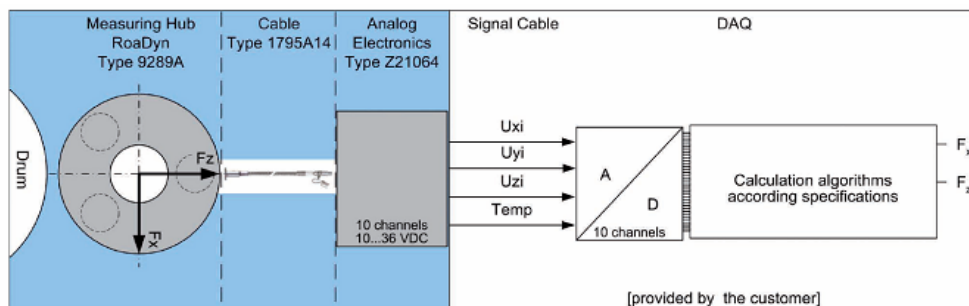 Measuring Hub
RoaDyn
Type 9289A
Cable
Type 1795A14
Analog
Electronics
Type Z21064
Signal Cable
DAQ
Drum
Fz
Fx
10 channels
10...36 VDC
Uxi
Uyi
Uzi
Temp
A
D
10 channels
Calculation algorithms
according specifications
F
F
[provided by the customer]